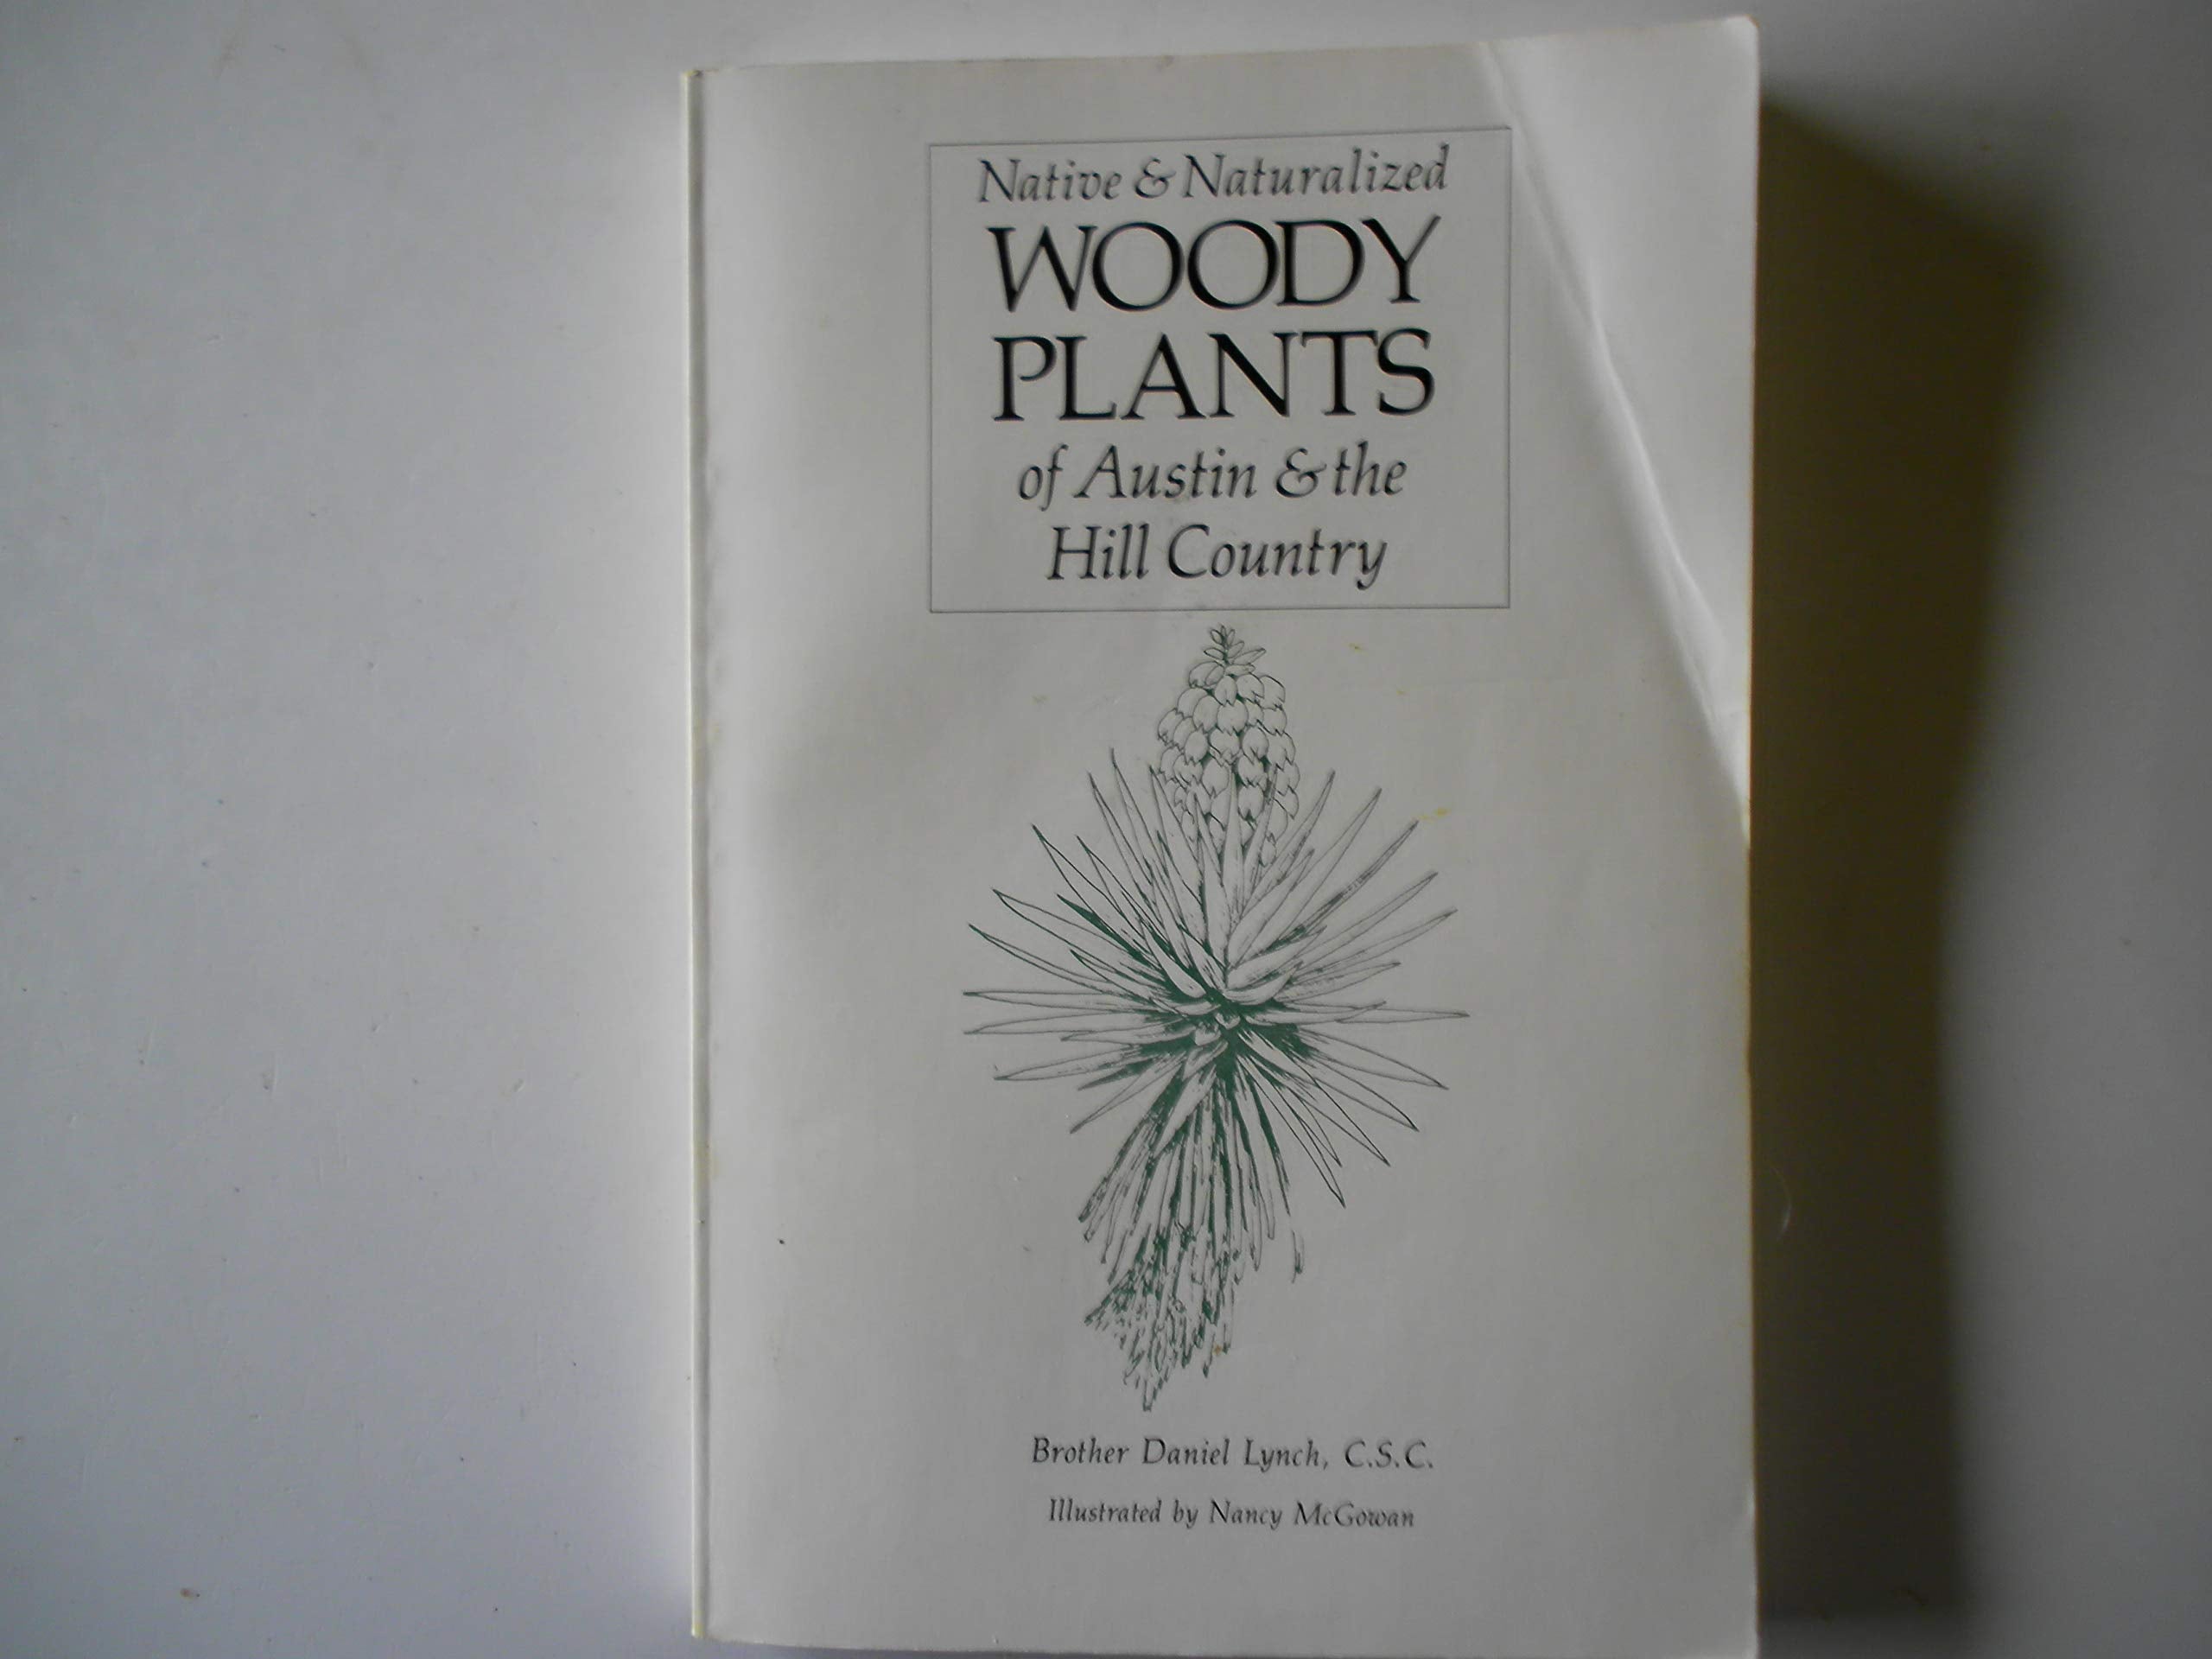 Native & Naturalized
WOODY
PLANTS
of Austin & the
Hill Country
Brother Daniel Lynch, C.S.C.
Illustrated by Nancy McGowan